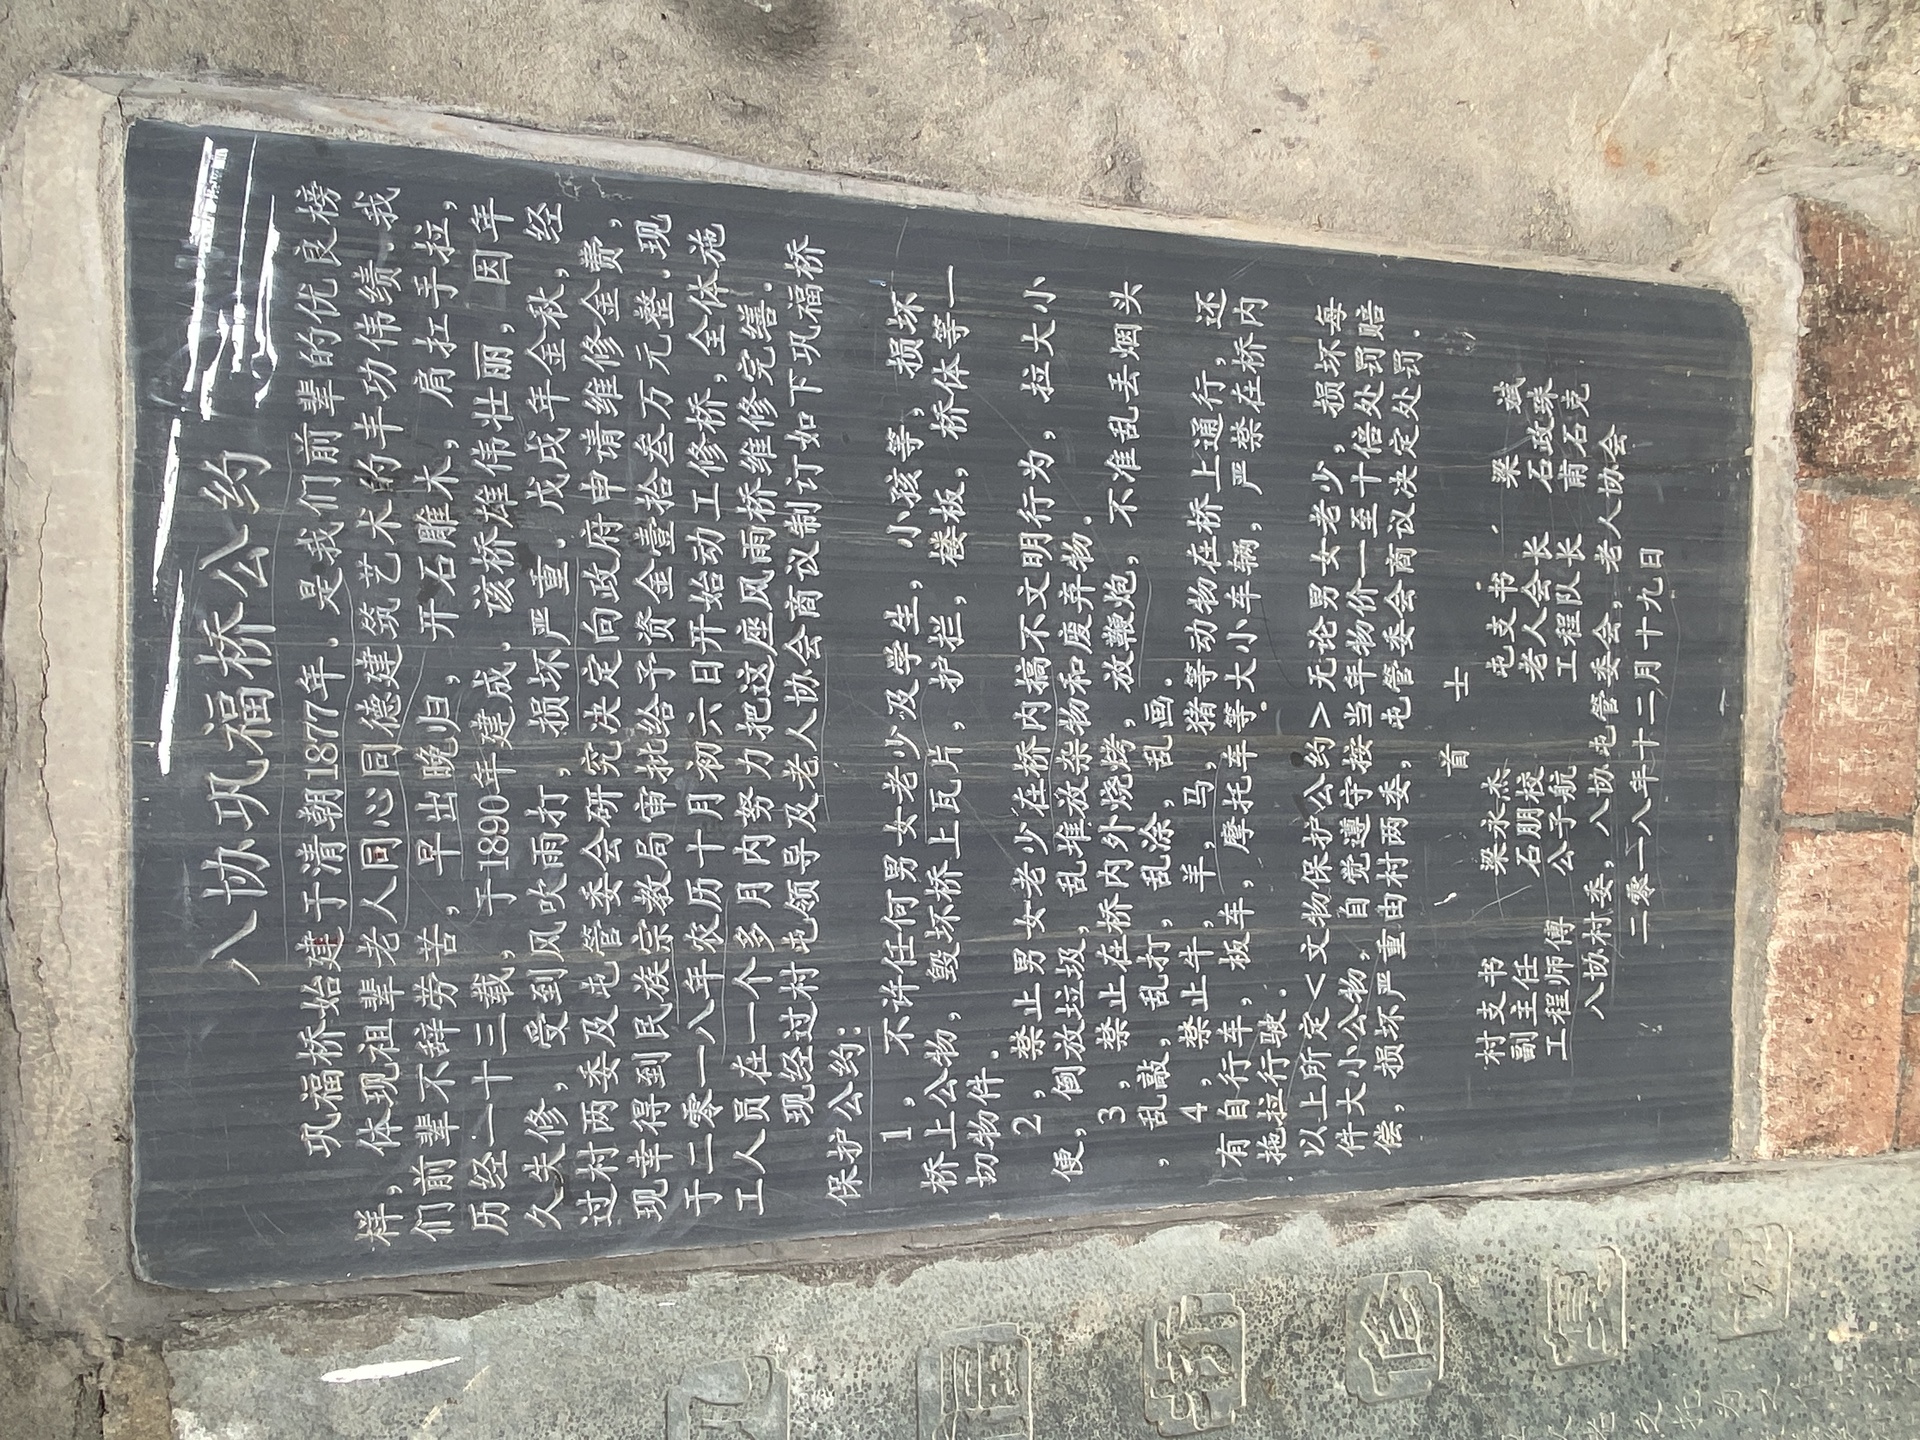 八协巩福桥公约
巩福桥始建于清朝1877年.是我们前辈的优良榜
样,体现祖辈老人同心同德建筑艺术的丰功伟绩.我
们前辈不辞劳苦,早出晚归,开石雕木,肩扛手拉,
历经一十三载,于1890年建成.该桥雄伟壮丽,因年
久失修,受到风吹雨打,损坏严重.戊戌年金秋,经
过村两委及屯管委会研究决定向政府申请维修金费,
现幸得到民族宗教局审批给予资金壹拾叁万元整.现
于二零一八年农历十月初六日开始动工修桥,全体施
工人员在一个多月内努力把这座风雨桥维修完缮.
现经过村屯领导及老人协会商议制订如下巩福桥
保护公约:
1,不许任何男女老少及学生,小孩等,损坏
桥上公物,毁坏桥上瓦片,护拦,楼板,桥体等一
切物件.
2,禁止男女老少在桥内搞不文明行为,拉大小
便,倒放垃圾,乱堆放杂物和废弃物.
3,禁止在桥内外烧烤,放鞭炮,不准乱丢烟头
,乱敲,乱打,乱涂,乱画.
4,禁止牛,羊,马,猪等动物在桥上通行,还
有自行车,板车,摩托车等大小车辆,严禁在桥内
拖拉行驶.
以上所定<文物保护公约>无论男女老少,损坏每
件大小公物,自觉遵守按当年物价一至十倍处罚赔
偿,损坏严重由村两委,屯管委会商议决定处罚.
首 士
村支书 梁永杰 屯支书 梁 斌
副主任 石朋校 老人会长 石政珠
工程师傅 公子航 工程队长 萳石克
八协村委,八协屯管委会,老人协会
二零一八年十二月十九日
福
修